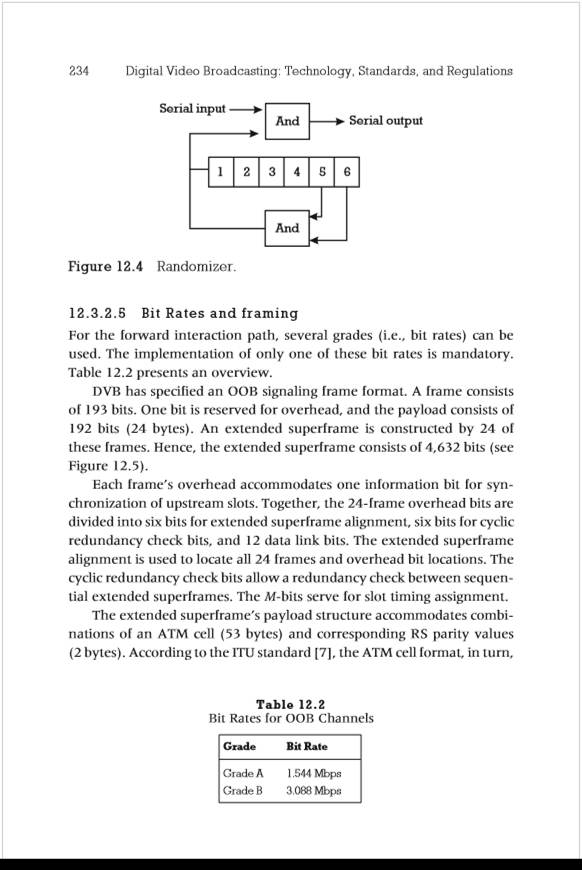 234 Digital Video Broadcasting: Technology, Standards, and Regulations
Serial input
And
Serial output
1 2 3 4 5 6
And
Figure 12.4 Randomizer.
12.3.2.5 Bit Rates and framing
For the forward interaction path, several grades (i.e., bit rates) can be
used. The implementation of only one of these bit rates is mandatory.
Table 12.2 presents an overview.
DVB has specified an OOB signaling frame format. A frame consists
of 193 bits. One bit is reserved for overhead, and the payload consists of
192 bits (24 bytes). An extended superframe is constructed by 24 of
these frames. Hence, the extended superframe consists of 4,632 bits (see
Figure 12.5).
Each frame's overhead accommodates one information bit for syn-
chronization of upstream slots. Together, the 24-frame overhead bits are
divided into six bits for extended superframe alignment, six bits for cyclic
redundancy check bits, and 12 data link bits. The extended superframe
alignment is used to locate all 24 frames and overhead bit locations. The
cyclic redundancy check bits allow a redundancy check between sequen-
tial extended superframes. The M-bits serve for slot timing assignment.
The extended superframe's payload structure accommodates combi-
nations of an ATM cell (53 bytes) and corresponding RS parity values
(2 bytes). According to the ITU standard [7], the ATM cell format, in turn,
Table 12.2
Bit Rates for OOB Channels
Grade Bit Rate
Grade A 1.544 Mbps
Grade B 3.088 Mbps